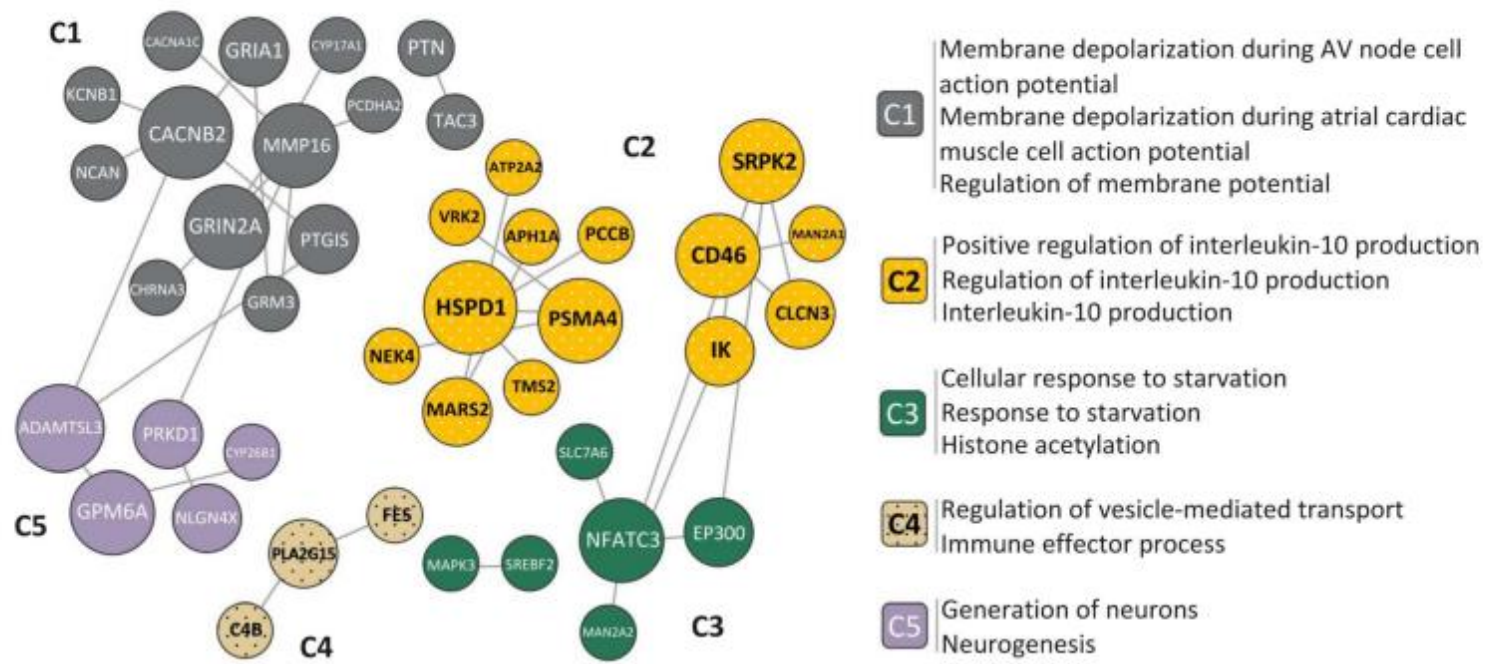 C1
CACNA1C
GRIA1
CYP17A1
PTN
KCNB1
PCDHA2
CACNB2
MMP16
TAC3
NCAN
GRIN2A
PTGIS
CHRNA3
GRM3
C2
ATP2A2
SRPK2
VRK2
APH1A
PCCB
MAN2A1
CD46
HSPD1
PSMA4
CLCN3
NEK4
IK
TMS2
MARS2
ADAMTSL3
PRKD1
CYP26B1
GPM6A
NLGN4X
C5
SLC7A6
FES
PLA2G15
NFATC3
EP300
MAPK3
SREBF2
C4B
C4
MAN2A2
C3
C1
Membrane depolarization during AV node cell
action potential
Membrane depolarization during atrial cardiac
muscle cell action potential
Regulation of membrane potential
C2
Positive regulation of interleukin-10 production
Regulation of interleukin-10 production
Interleukin-10 production
C3
Cellular response to starvation
Response to starvation
Histone acetylation
C4
Regulation of vesicle-mediated transport
Immune effector process
C5
Generation of neurons
Neurogenesis